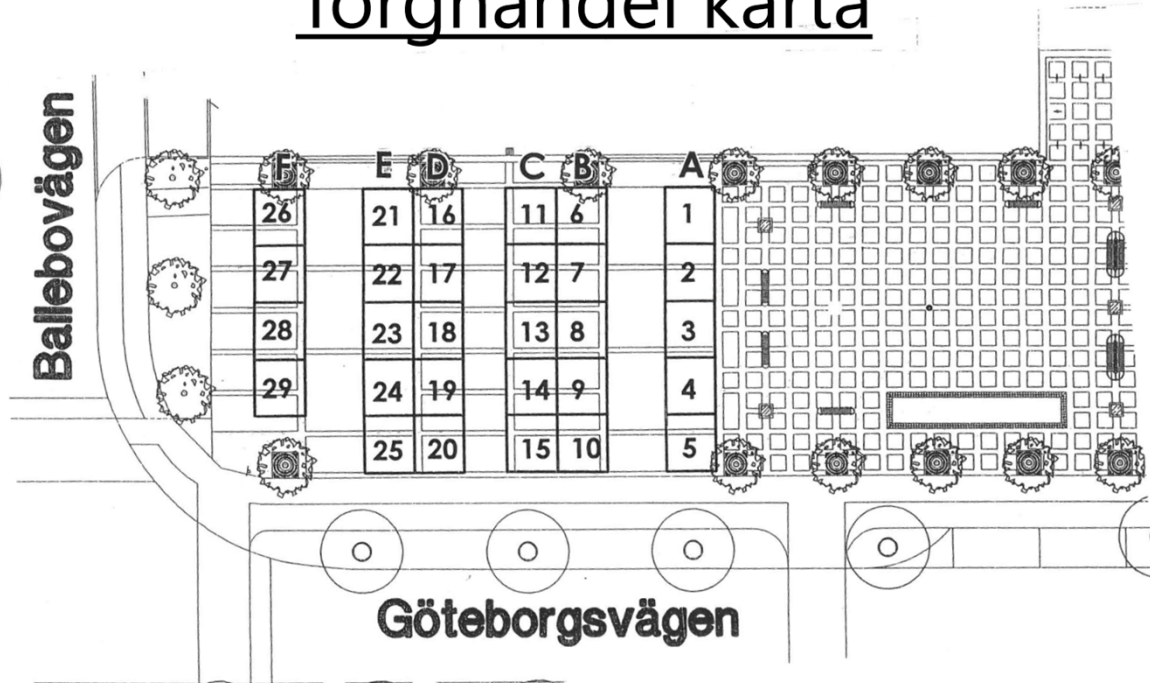 Torghandel karta
Ballebovägen
F E D C B A
26 21 16 11 6 1
27 22 17 12 7 2
28 23 18 13 8 3
29 24 19 14 9 4
25 20 15 10 5
Göteborgsvägen